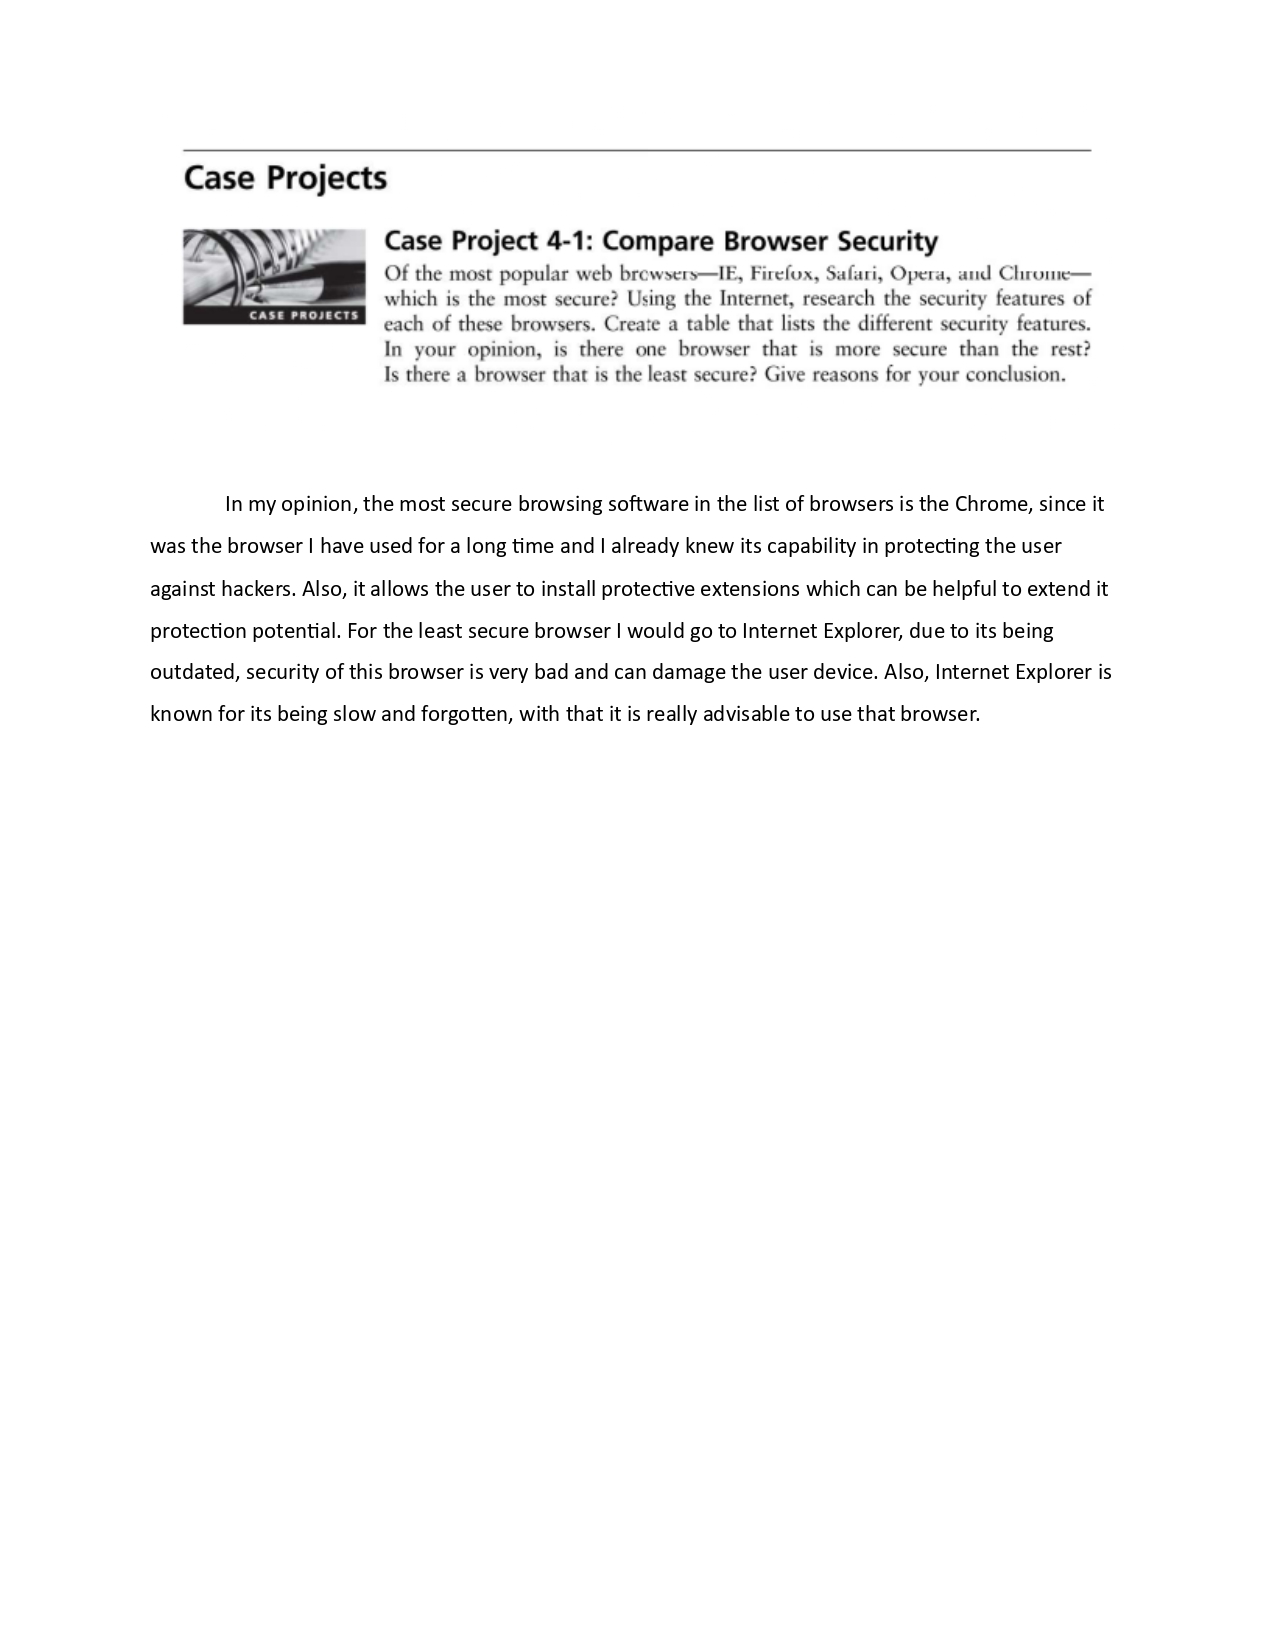 Case Projects
Case Project 4-1: Compare Browser Security
Of the most popular web browsers—IE, Firefox, Safari, Opera, and Chrome—
which is the most secure? Using the Internet, research the security features of
each of these browsers. Create a table that lists the different security features.
In your opinion, is there one browser that is more secure than the rest?
Is there a browser that is the least secure? Give reasons for your conclusion.
CASE PROJECTS
In my opinion, the most secure browsing software in the list of browsers is the Chrome, since it
was the browser I have used for a long time and I already knew its capability in protecting the user
against hackers. Also, it allows the user to install protective extensions which can be helpful to extend it
protection potential. For the least secure browser I would go to Internet Explorer, due to its being
outdated, security of this browser is very bad and can damage the user device. Also, Internet Explorer is
known for its being slow and forgotten, with that it is really advisable to use that browser.